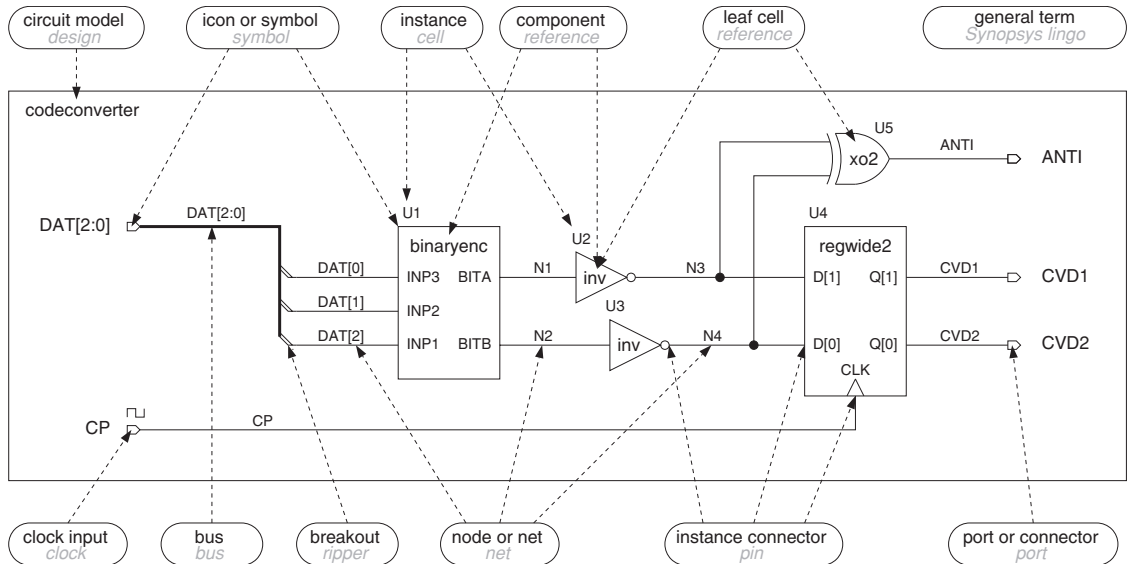 circuit model
design
icon or symbol
symbol
instance
cell
component
reference
leaf cell
reference
general term
Synopsys lingo
codeconverter
U5
xo2
ANTI
ANTI
DAT[2:0]
DAT[2:0]
U1
binaryenc
U2
inv
U4
regwide2
DAT[0]
INP3
BITA
N1
N3
D[1]
Q[1]
CVD1
CVD1
DAT[1]
INP2
U3
inv
DAT[2]
INP1
BITB
N2
N4
D[0]
Q[0]
CVD2
CVD2
CLK
CP
CP
clock input
clock
bus
bus
breakout
ripper
node or net
net
instance connector
pin
port or connector
port